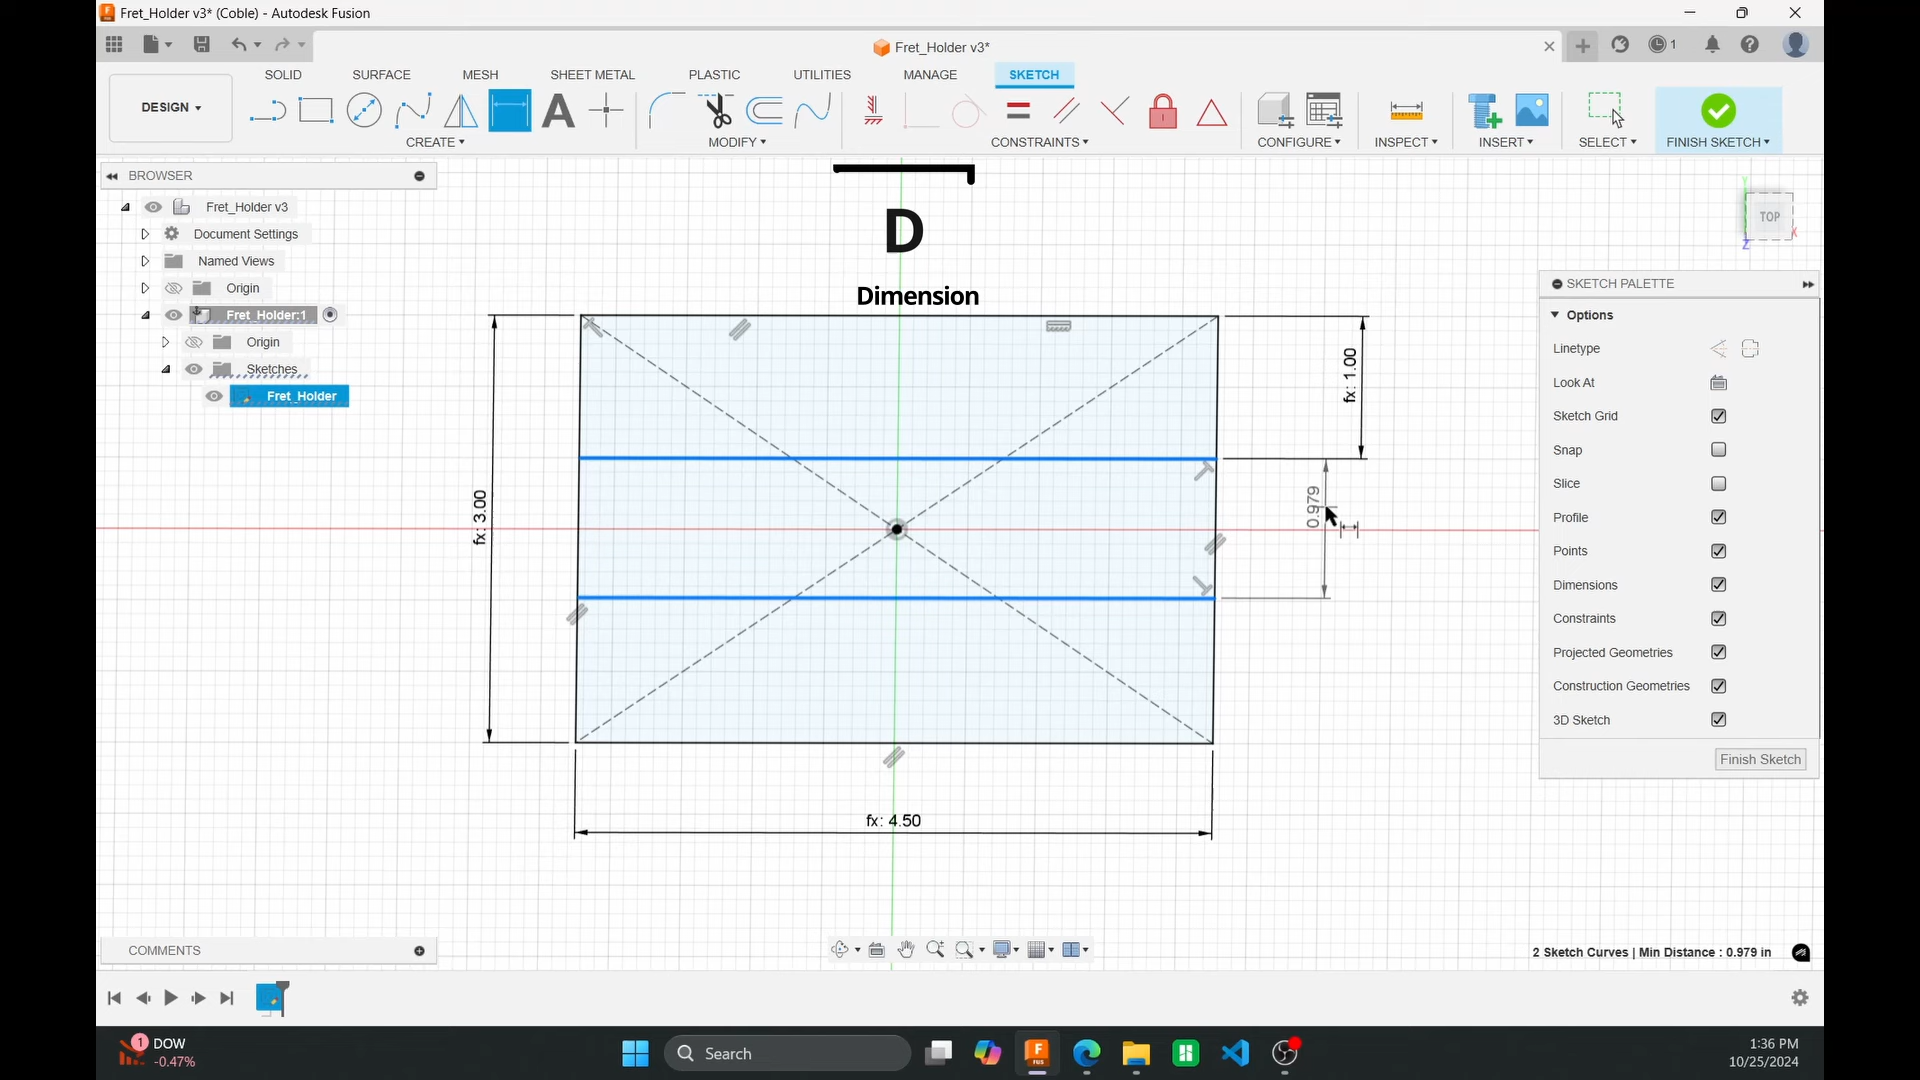 Fret_Holder v3* (Coble) - Autodesk Fusion
Fret_Holder v3*
1
DESIGN
SOLID
SURFACE
MESH
SHEET METAL
PLASTIC
UTILITIES
MANAGE
SKETCH
CREATE
MODIFY
CONSTRAINTS
CONFIGURE
INSPECT
INSERT
SELECT
FINISH SKETCH
BROWSER
Fret_Holder v3
Document Settings
Named Views
Origin
Fret_Holder:1
Origin
Sketches
Fret_Holder
D
Dimension
fx: 3.00
fx: 1.00
0.979
fx: 4.50
Y
TOP
X
Z
SKETCH PALETTE
Options
Linetype
Look At
Sketch Grid
Snap
Slice
Profile
Points
Dimensions
Constraints
Projected Geometries
Construction Geometries
3D Sketch
Finish Sketch
COMMENTS
2 Sketch Curves | Min Distance : 0.979 in
1
DOW
-0.47%
Search
F
FUS
1:36 PM
10/25/2024